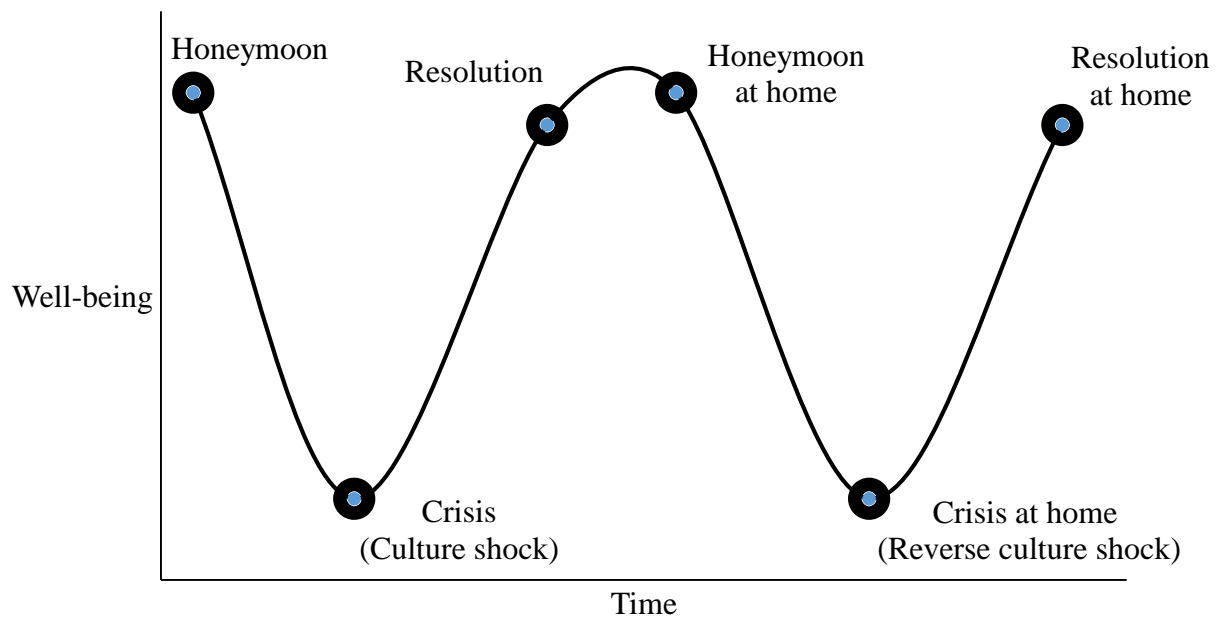 Honeymoon
Resolution
Honeymoon
at home
Resolution
at home
Well-being
Crisis
(Culture shock)
Crisis at home
(Reverse culture shock)
Time